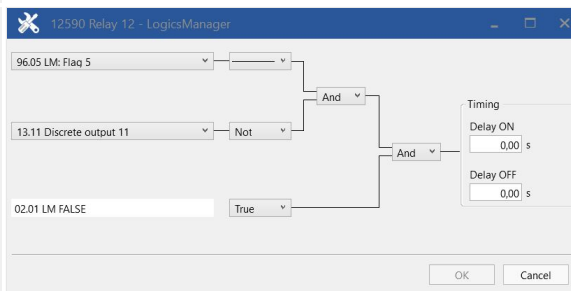 12590 Relay 12 - LogicsManager
96.05 LM: Flag 5
And
Timing
Delay ON
0,00 s
13.11 Discrete output 11
Not
And
Delay OFF
0,00 s
02.01 LM FALSE
True
OK
Cancel